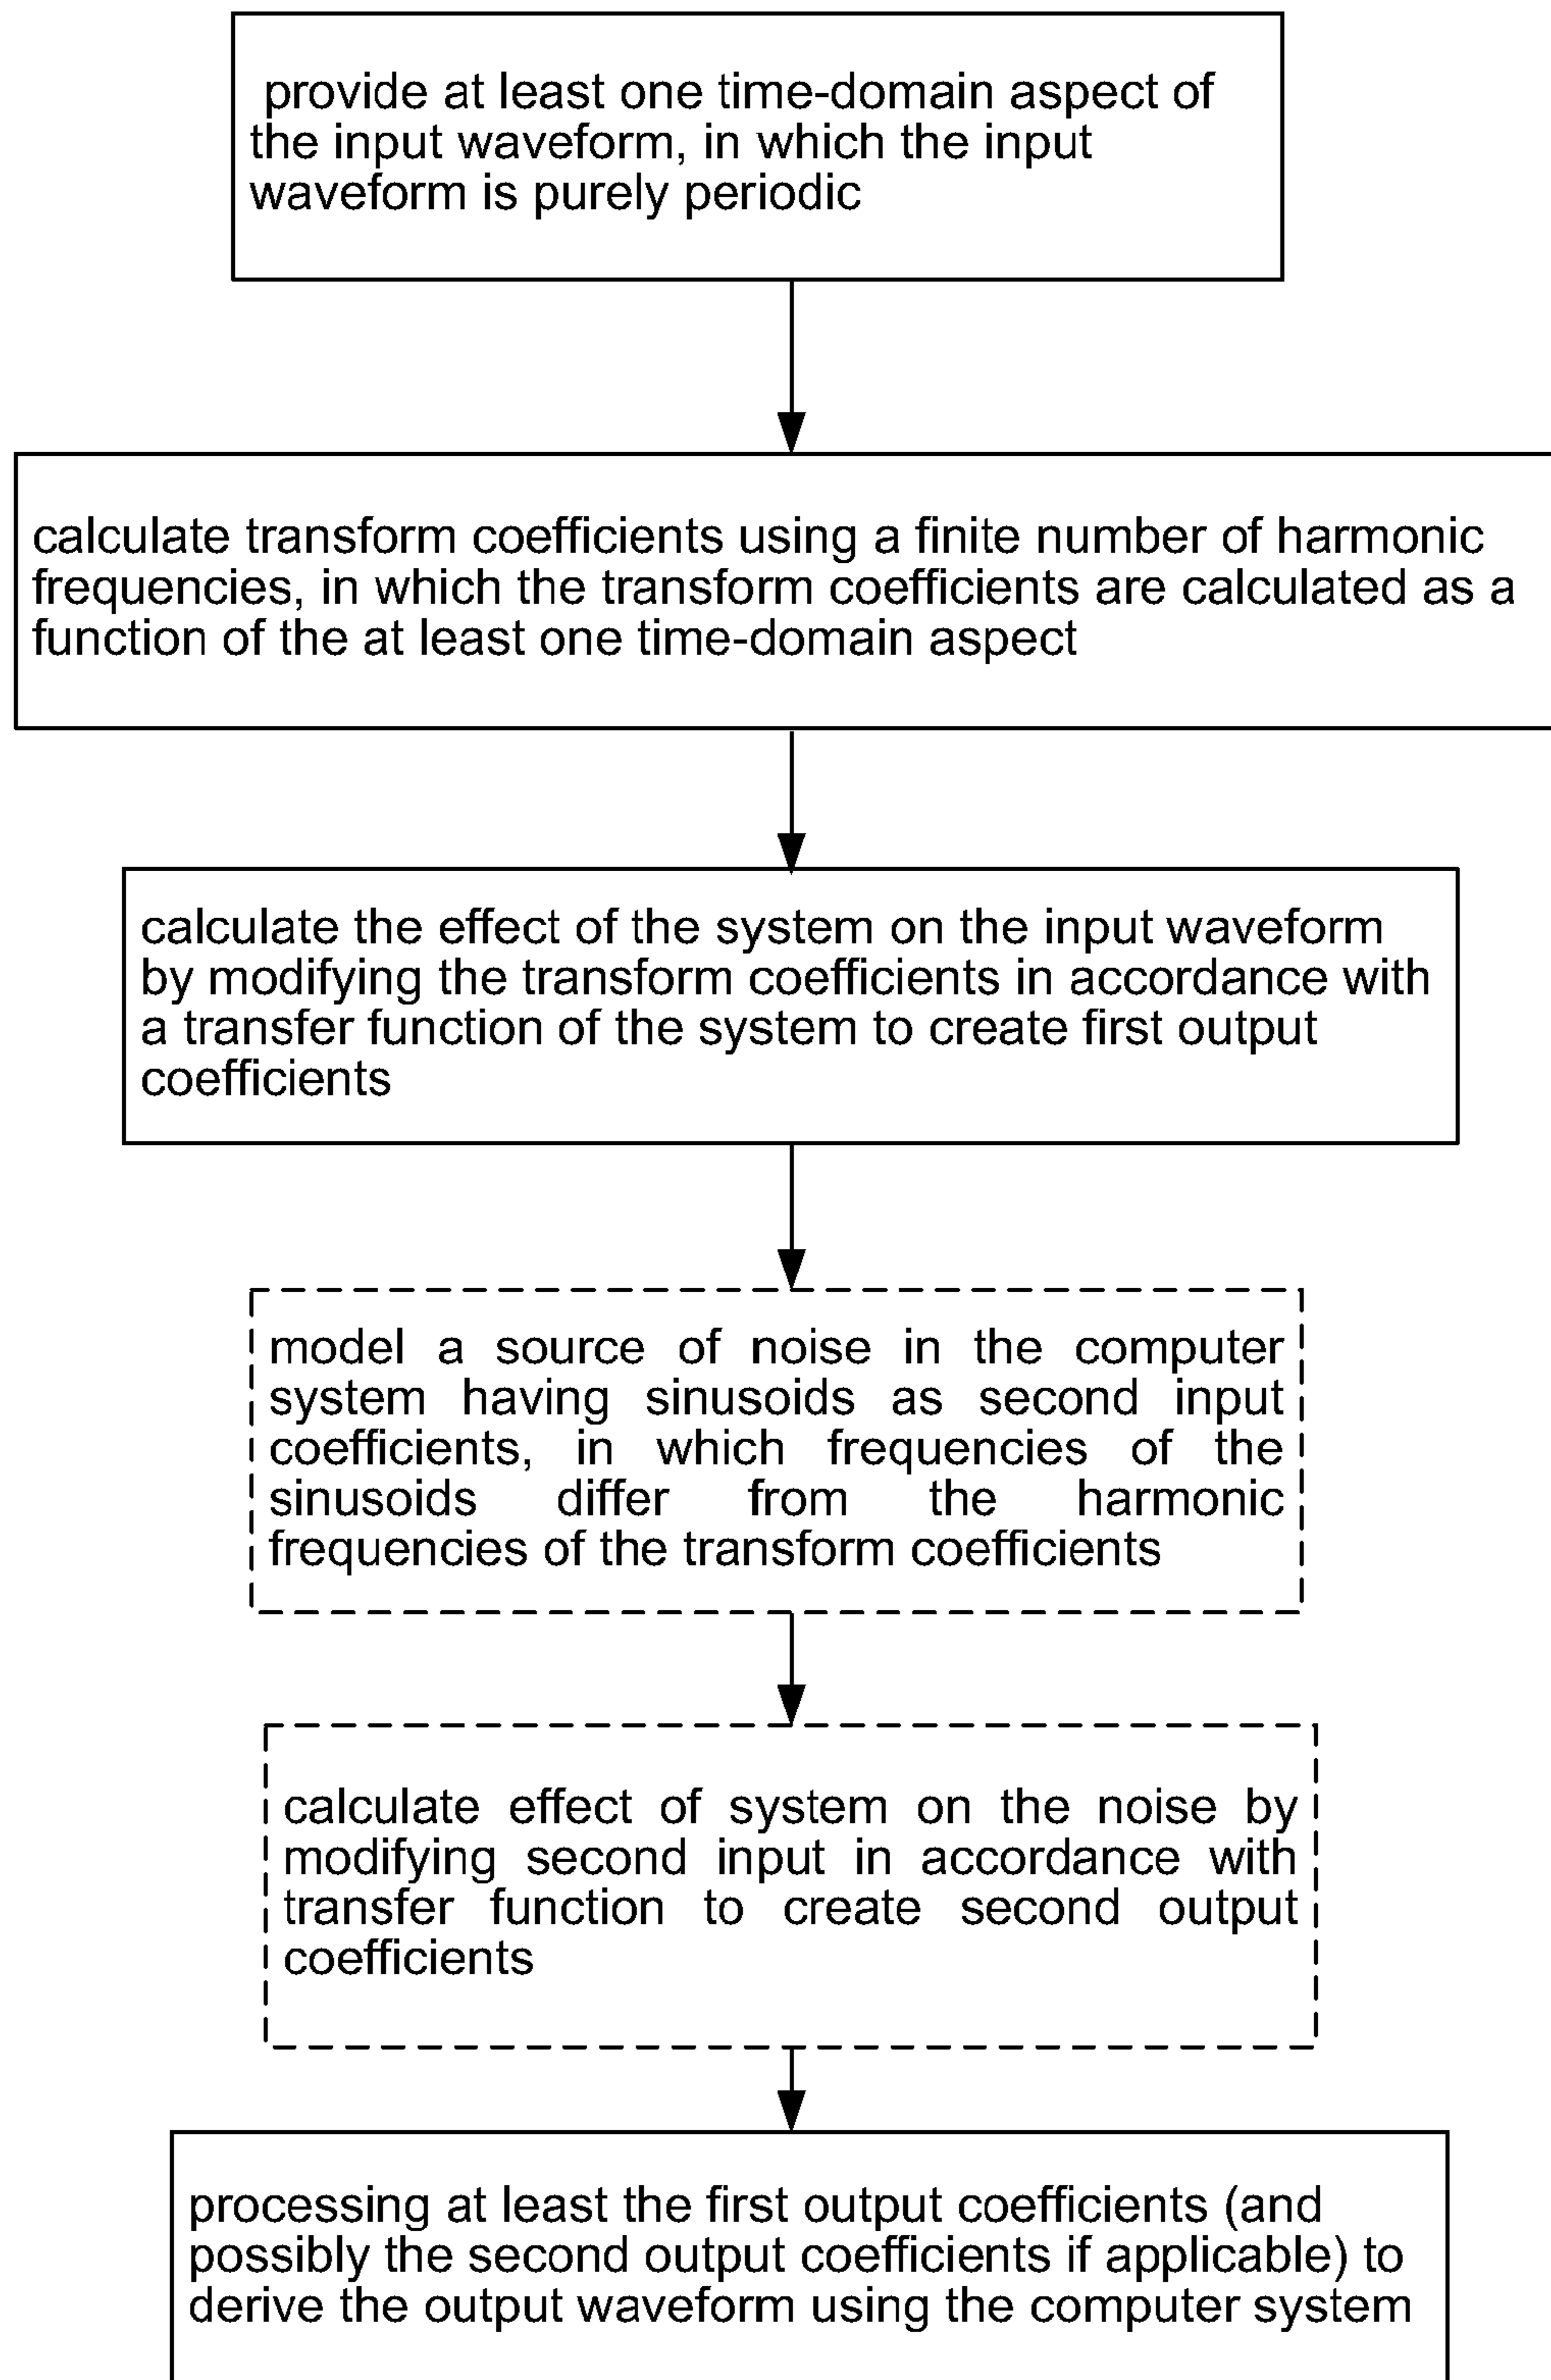 provide at least one time-domain aspect of
the input waveform, in which the input
waveform is purely periodic
calculate transform coefficients using a finite number of harmonic
frequencies, in which the transform coefficients are calculated as a
function of the at least one time-domain aspect
calculate the effect of the system on the input waveform
by modifying the transform coefficients in accordance with
a transfer function of the system to create first output
coefficients
model a source of noise in the computer
system having sinusoids as second input
coefficients, in which frequencies of the
sinusoids differ from the harmonic
frequencies of the transform coefficients
calculate effect of system on the noise by
modifying second input in accordance with
transfer function to create second output
coefficients
processing at least the first output coefficients (and
possibly the second output coefficients if applicable) to
derive the output waveform using the computer system